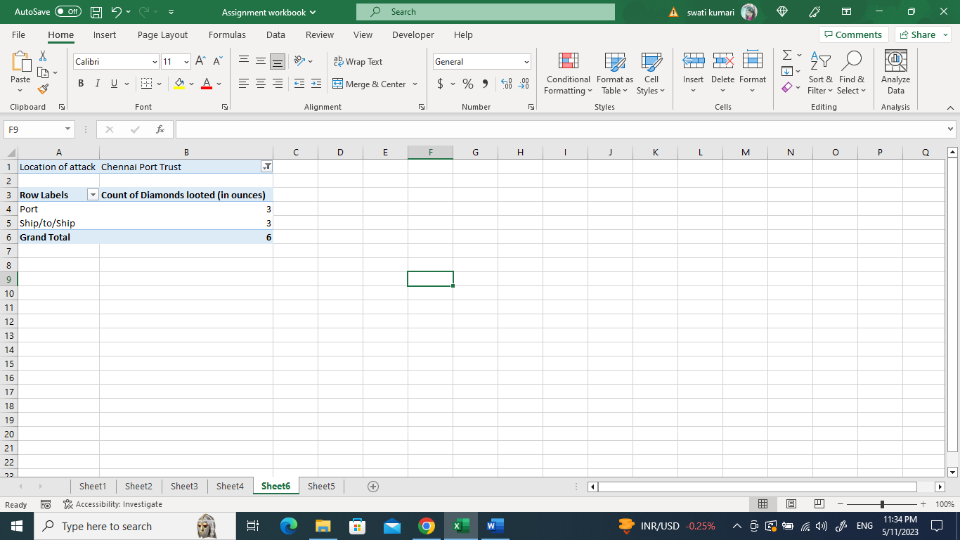 AutoSave Off Assignment workbook Search swati kumari
File Home Insert Page Layout Formulas Data Review View Developer Help Comments Share
Paste Calibri 11 A A Wrap Text General Conditional Format as Cell Insert Delete Format Sort & Find & Analyze
B I U A Merge & Center $ % Formatting Table Styles Filter Select Data
Clipboard Font Alignment Number Styles Cells Editing Analysis
F9 fx
A B C D E F G H I J K L M N O P Q
1 Location of attack Chennai Port Trust
2
3 Row Labels Count of Diamonds looted (in ounces)
4 Port 3
5 Ship/to/Ship 3
6 Grand Total 6
7
8
9
10
11
12
13
14
15
16
17
18
19
20
21
22
Sheet1 Sheet2 Sheet3 Sheet4 Sheet6 Sheet5
Ready Accessibility: Investigate 100%
Type here to search INR/USD -0.25% ENG 11:34 PM
5/11/2023